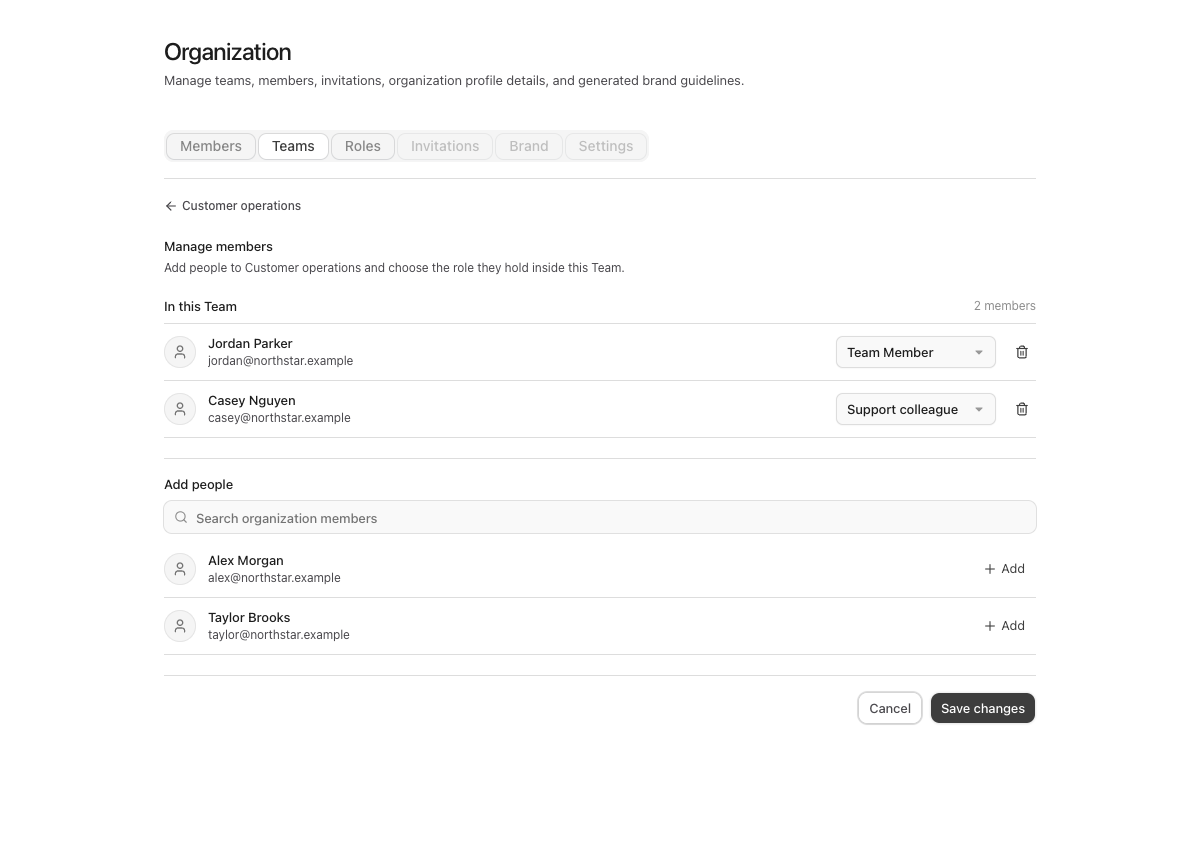 Organization
Manage teams, members, invitations, organization profile details, and generated brand guidelines.
Members Teams Roles Invitations Brand Settings
Customer operations
Manage members
Add people to Customer operations and choose the role they hold inside this Team.
In this Team 2 members
Jordan Parker
jordan@northstar.example
Team Member
Casey Nguyen
casey@northstar.example
Support colleague
Add people
Search organization members
Alex Morgan
alex@northstar.example
Add
Taylor Brooks
taylor@northstar.example
Add
Cancel Save changes